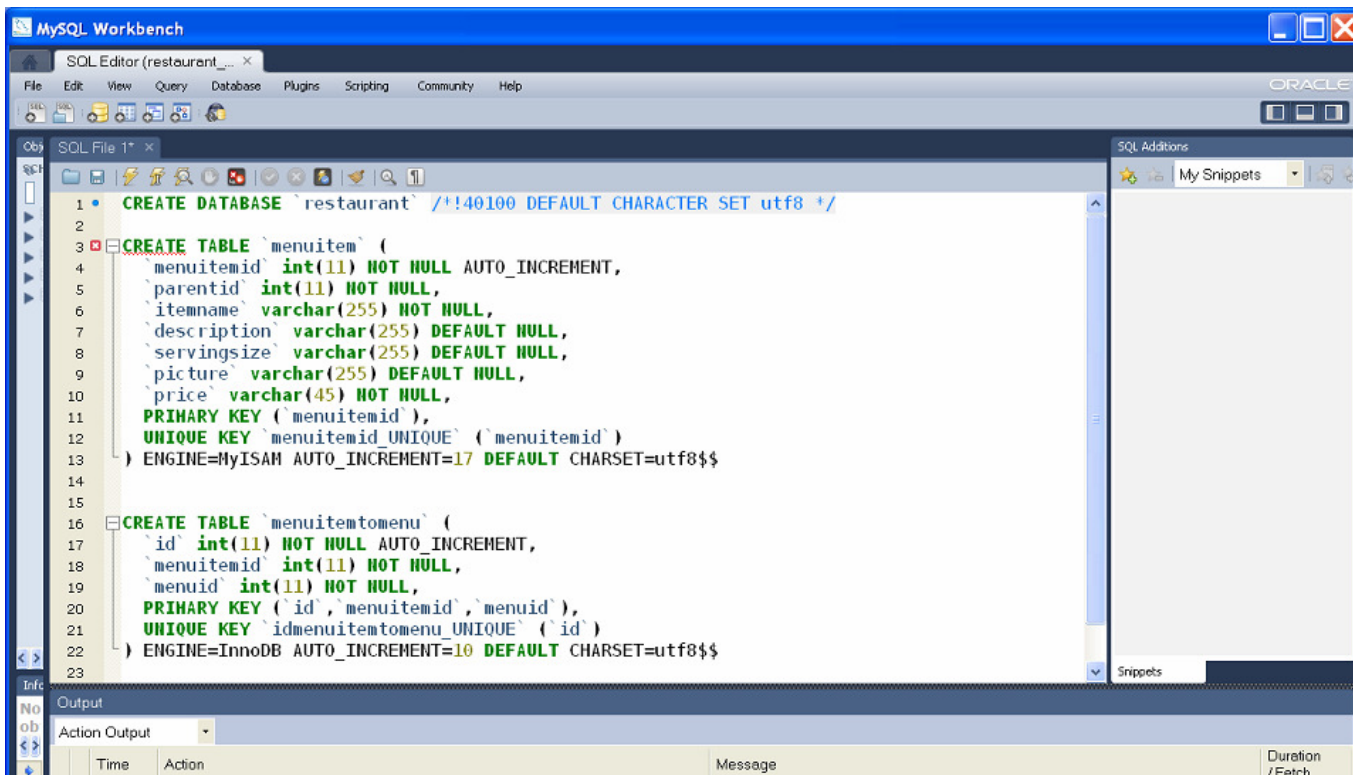 MySQL Workbench
SQL Editor (restaurant_... ×
File Edit View Query Database Plugins Scripting Community Help
ORACLE
Obj
SQL File 1* ×
SQL Additions
SCH
My Snippets
1 CREATE DATABASE `restaurant` /*!40100 DEFAULT CHARACTER SET utf8 */
2
3 CREATE TABLE `menuitem` (
4 `menuitemid` int(11) NOT NULL AUTO_INCREMENT,
5 `parentid` int(11) NOT NULL,
6 `itemname` varchar(255) NOT NULL,
7 `description` varchar(255) DEFAULT NULL,
8 `servingsize` varchar(255) DEFAULT NULL,
9 `picture` varchar(255) DEFAULT NULL,
10 `price` varchar(45) NOT NULL,
11 PRIMARY KEY (`menuitemid`),
12 UNIQUE KEY `menuitemid_UNIQUE` (`menuitemid`)
13 ) ENGINE=MyISAM AUTO_INCREMENT=17 DEFAULT CHARSET=utf8$$
14
15
16 CREATE TABLE `menuitemtomenu` (
17 `id` int(11) NOT NULL AUTO_INCREMENT,
18 `menuitemid` int(11) NOT NULL,
19 `menuid` int(11) NOT NULL,
20 PRIMARY KEY (`id`,`menuitemid`,`menuid`),
21 UNIQUE KEY `idmenuitemtomenu_UNIQUE` (`id`)
22 ) ENGINE=InnoDB AUTO_INCREMENT=10 DEFAULT CHARSET=utf8$$
23
Snippets
Info
No
ob
Output
Action Output
Time Action Message Duration
/ Fetch